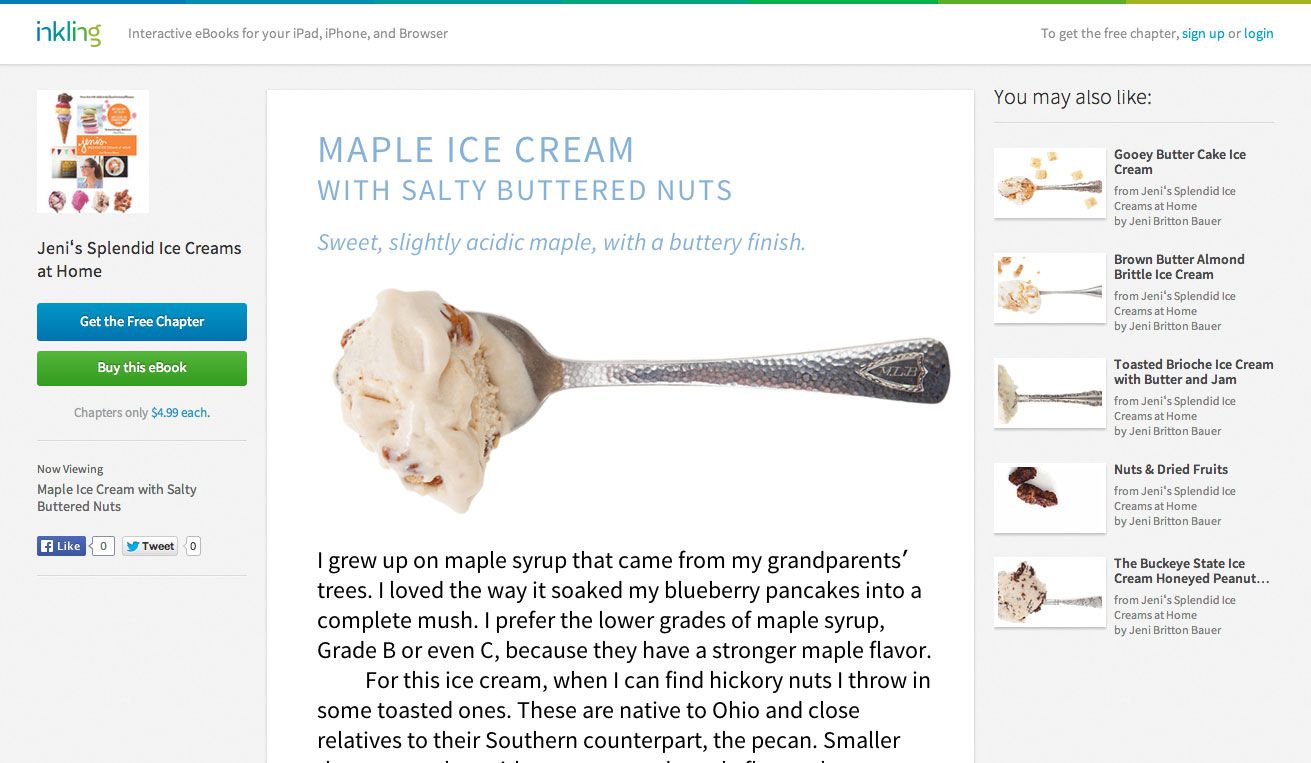 inkling
Interactive eBooks for your iPad, iPhone, and Browser
To get the free chapter, sign up or login
jeni's
Jeni's Splendid Ice Creams
at Home
Get the Free Chapter
Buy this eBook
Chapters only $4.99 each.
Now Viewing
Maple Ice Cream with Salty
Buttered Nuts
Like
0
Tweet
0
MAPLE ICE CREAM
WITH SALTY BUTTERED NUTS
Sweet, slightly acidic maple, with a buttery finish.
MLB
I grew up on maple syrup that came from my grandparents’
trees. I loved the way it soaked my blueberry pancakes into a
complete mush. I prefer the lower grades of maple syrup,
Grade B or even C, because they have a stronger maple flavor.
For this ice cream, when I can find hickory nuts I throw in
some toasted ones. These are native to Ohio and close
relatives to their Southern counterpart, the pecan. Smaller
You may also like:
Gooey Butter Cake Ice
Cream
from Jeni's Splendid Ice
Creams at Home
by Jeni Britton Bauer
Brown Butter Almond
Brittle Ice Cream
from Jeni's Splendid Ice
Creams at Home
by Jeni Britton Bauer
Toasted Brioche Ice Cream
with Butter and Jam
from Jeni's Splendid Ice
Creams at Home
by Jeni Britton Bauer
Nuts & Dried Fruits
from Jeni's Splendid Ice
Creams at Home
by Jeni Britton Bauer
The Buckeye State Ice
Cream Honeyed Peanut…
from Jeni's Splendid Ice
Creams at Home
by Jeni Britton Bauer